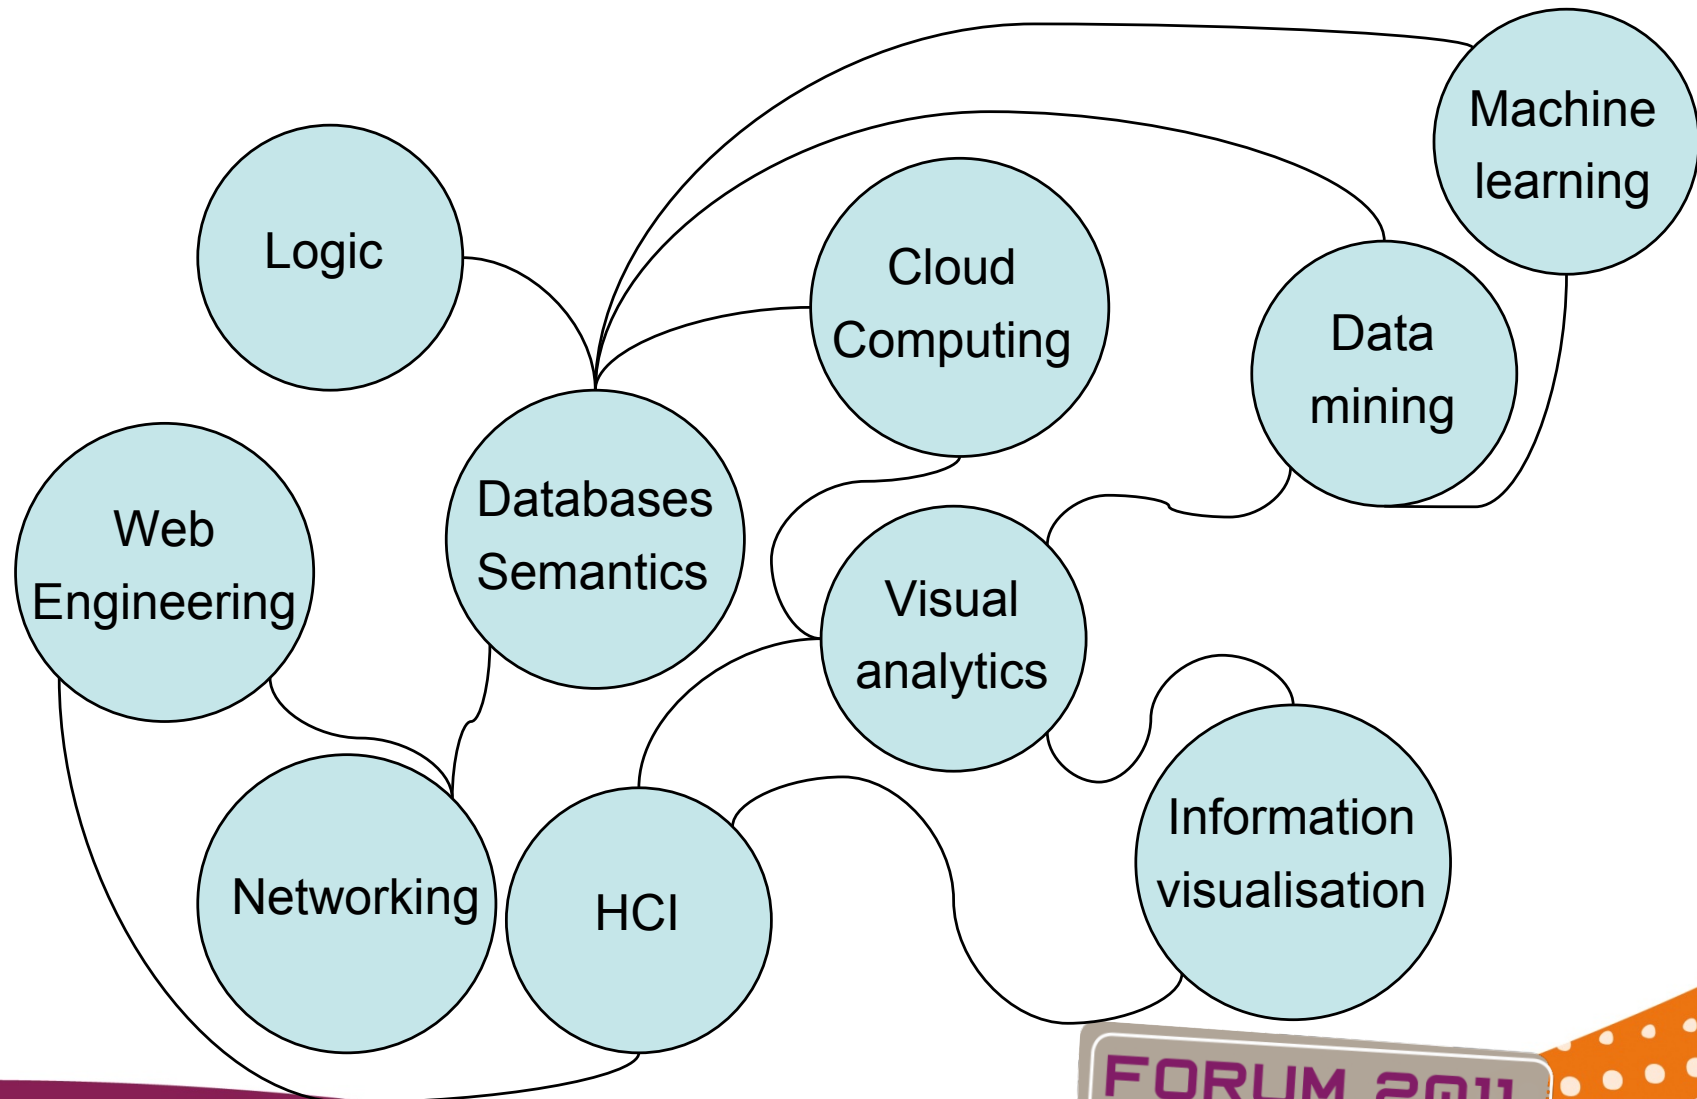 Machine
learning
Logic
Cloud
Computing
Data
mining
Databases
Semantics
Web
Engineering
Visual
analytics
Information
visualisation
Networking
HCI
FORUM 2011